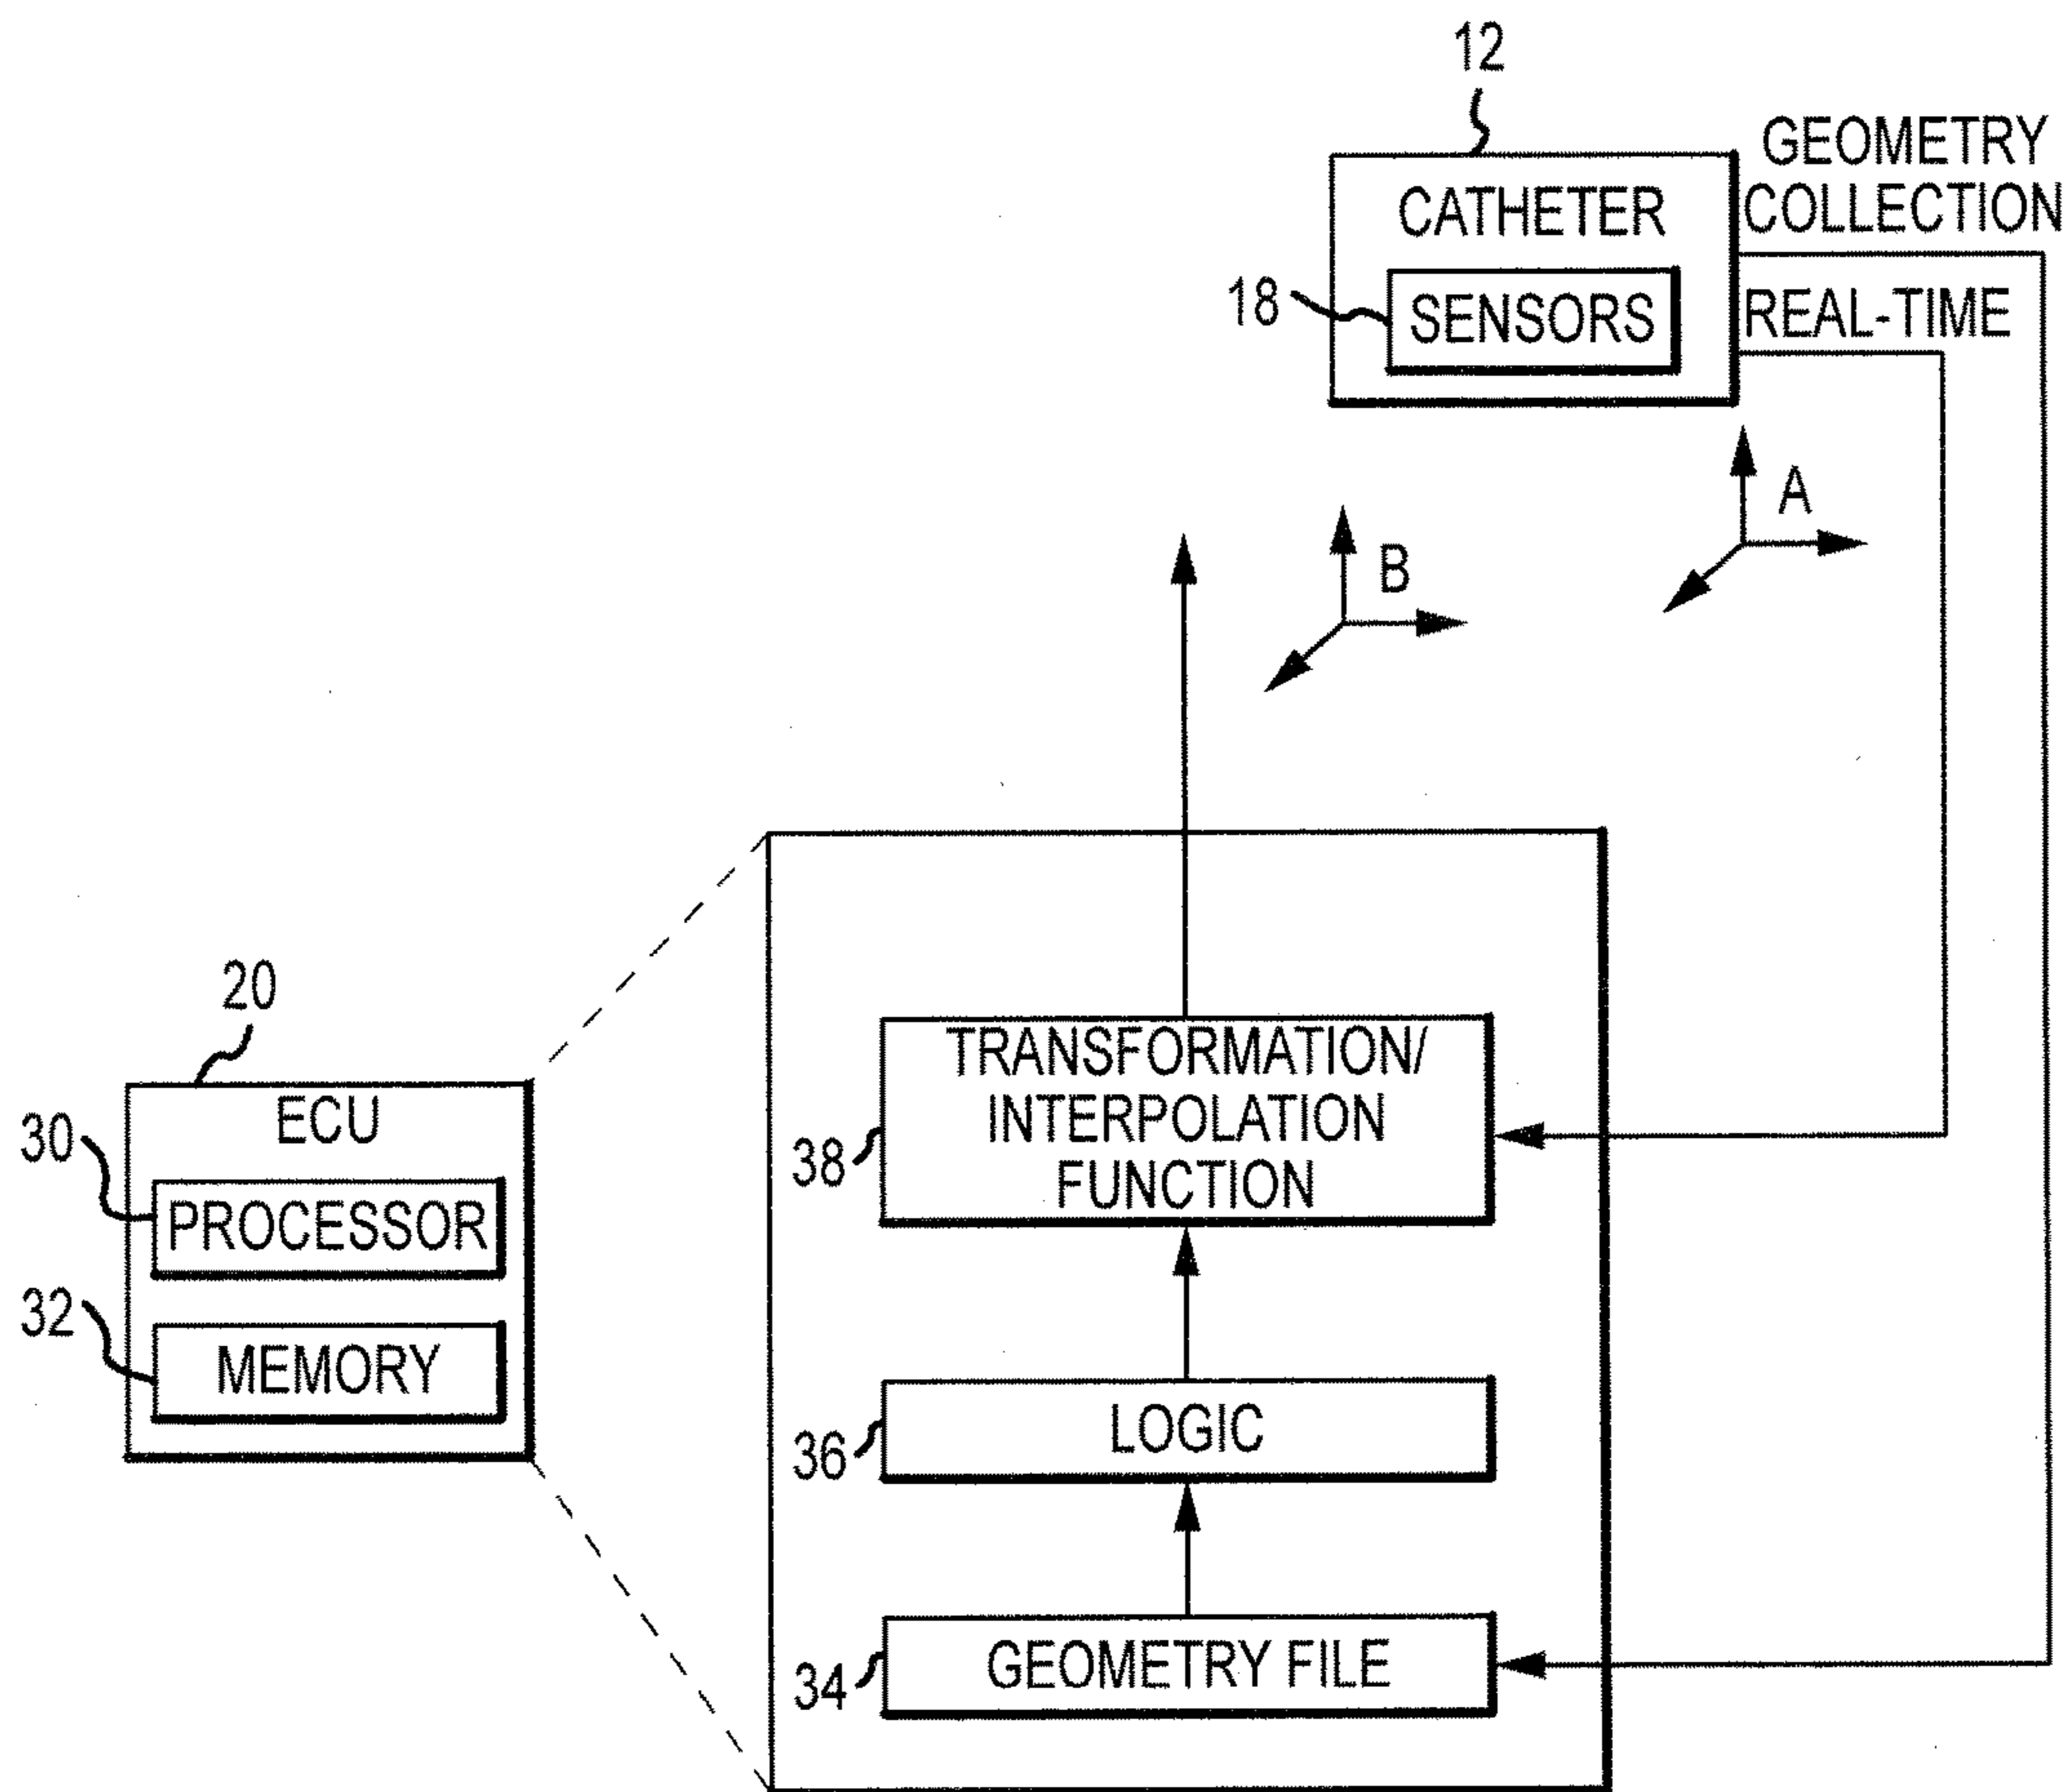 12
GEOMETRY
COLLECTION
CATHETER
18
SENSORS
REAL-TIME
A
B
20
ECU
30
PROCESSOR
32
MEMORY
TRANSFORMATION/
INTERPOLATION
FUNCTION
38
LOGIC
36
GEOMETRY FILE
34